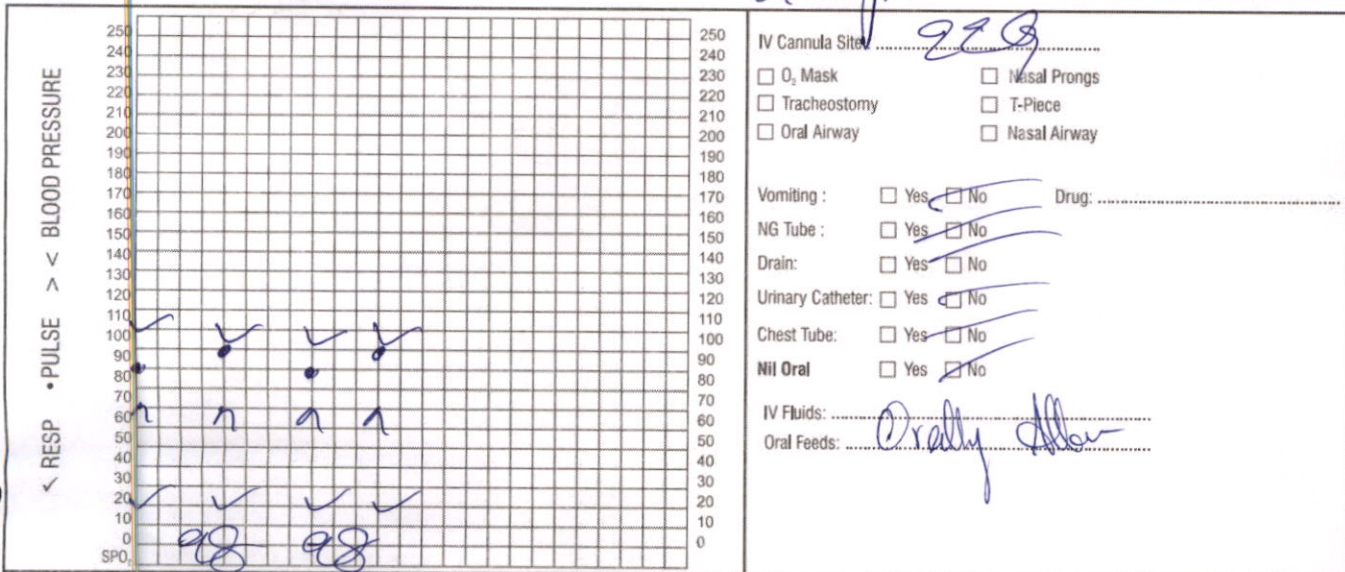 < RESP • PULSE > < BLOOD PRESSURE
250 250
240 240
230 230
220 220
210 210
200 200
190 190
180 180
170 170
160 160
150 150
140 140
130 130
120 120
110 110
100 100
90 90
80 80
70 70
60 60
50 50
40 40
30 30
20 20
10 10
0 0
SPO₂ 98 98
IV Cannula Site
☐ O₂ Mask ☐ Nasal Prongs
☐ Tracheostomy ☐ T-Piece
☐ Oral Airway ☐ Nasal Airway
Vomiting : ☐ Yes ☐ No Drug:
NG Tube : ☐ Yes ☐ No
Drain: ☐ Yes ☐ No
Urinary Catheter: ☐ Yes ☐ No
Chest Tube: ☐ Yes ☐ No
Nil Oral ☐ Yes ☐ No
IV Fluids:
Oral Feeds: Orally Allow